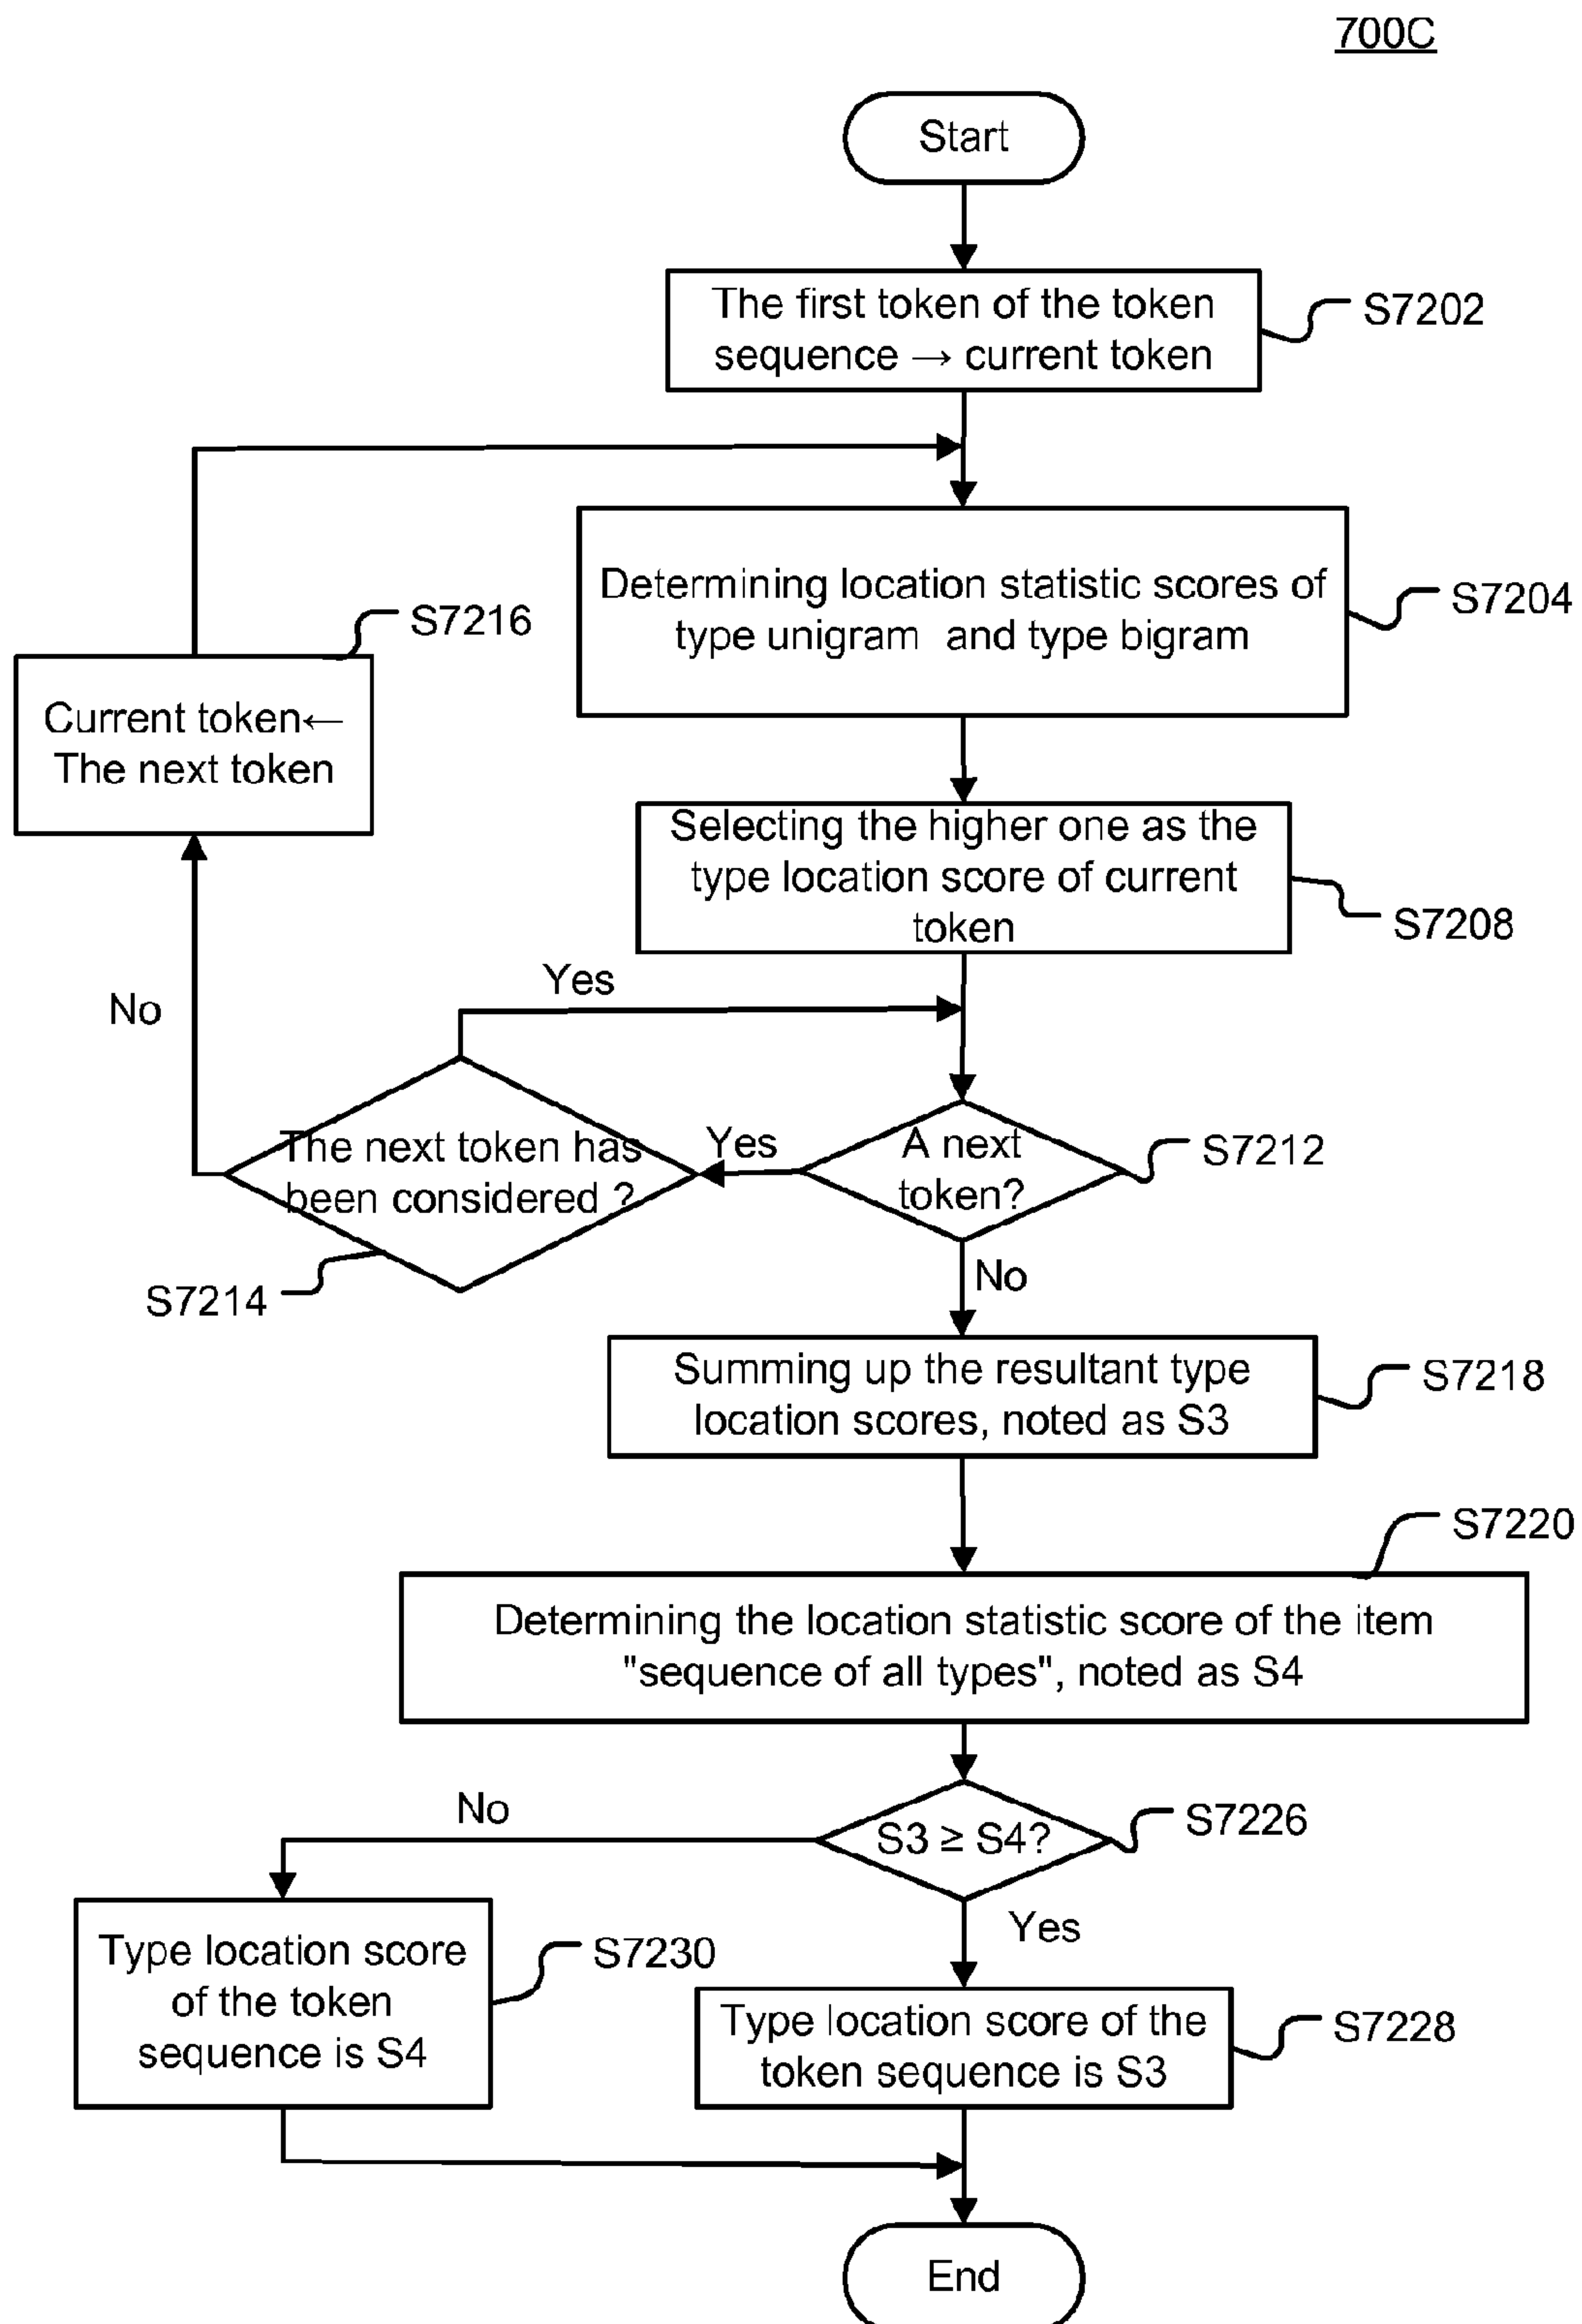 700C
Start
The first token of the token
sequence → current token
S7202
Determining location statistic scores of
type unigram and type bigram
S7204
S7216
Current token←
The next token
Selecting the higher one as the
type location score of current
token
S7208
Yes
No
The next token has
been considered ?
Yes
A next
token?
S7212
S7214
No
Summing up the resultant type
location scores, noted as S3
S7218
S7220
Determining the location statistic score of the item
"sequence of all types", noted as S4
No
S3 ≥ S4?
S7226
Yes
Type location score
of the token
sequence is S4
S7230
Type location score of the
token sequence is S3
S7228
End